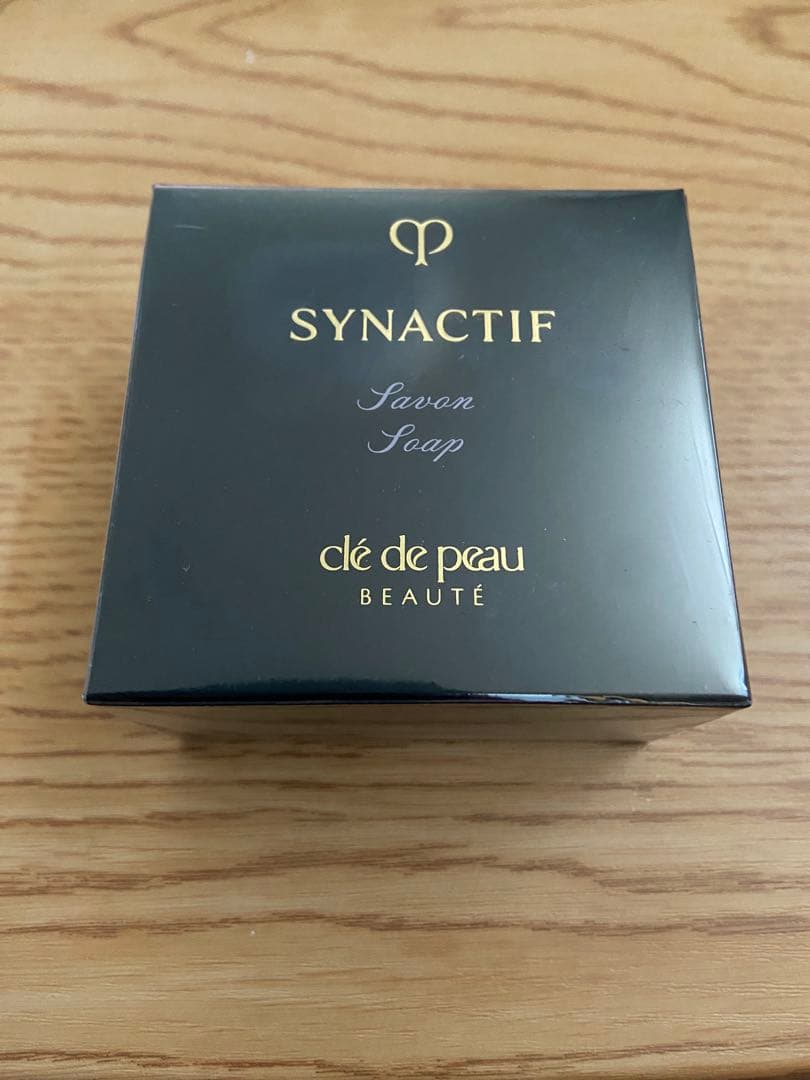 SYNACTIF
Savon
Soap
clé de peau
BEAUTÉ